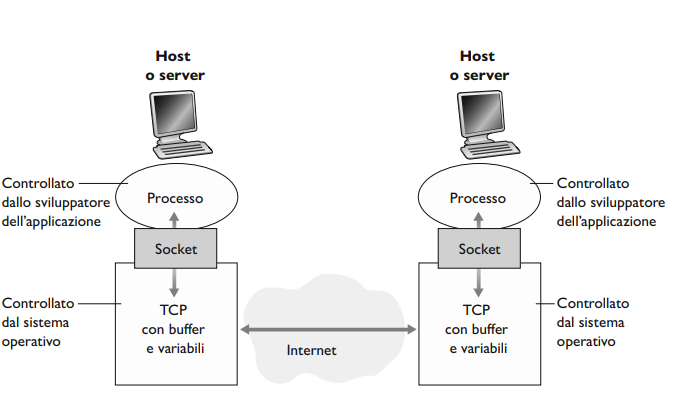 Host
o server
Host
o server
Controllato
dallo sviluppatore
dell'applicazione
Processo
Processo
Controllato
dallo sviluppatore
dell'applicazione
Socket
Socket
Controllato
dal sistema
operativo
TCP
con buffer
e variabili
Internet
TCP
con buffer
e variabili
Controllato
dal sistema
operativo